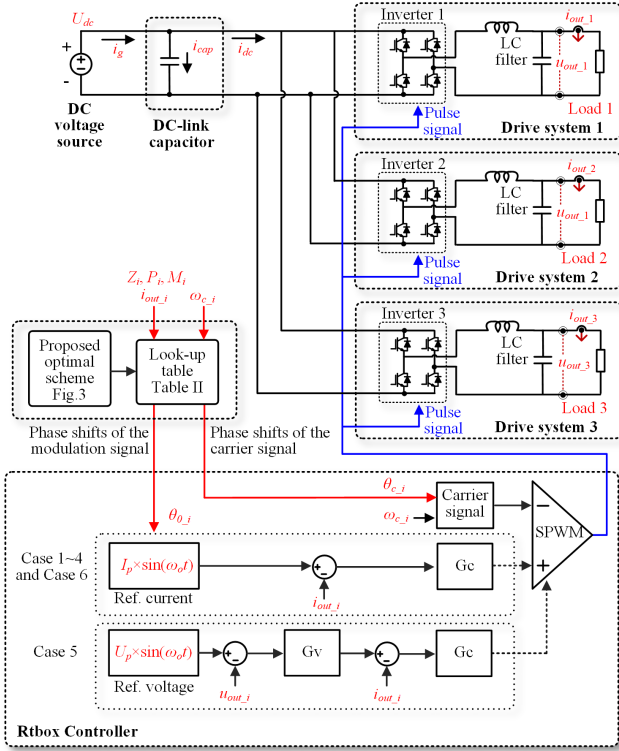 U_dc
+
-
i_g
i_cap
i_dc
DC
voltage
source
DC-link
capacitor
Inverter 1
LC
filter
i_out_1
u_out_1
Load 1
Pulse
signal
Drive system 1
Inverter 2
LC
filter
i_out_2
u_out_1
Load 2
Pulse
signal
Drive system 2
Inverter 3
LC
filter
i_out_3
u_out_3
Load 3
Pulse
signal
Drive system 3
Z_i, P_i, M_i
i_out_i
ω_c_i
Proposed
optimal
scheme
Fig.3
Look-up
table
Table II
Phase shifts of the
modulation signal
Phase shifts of the
carrier signal
θ_c_i
θ_0_i
ω_c_i
Carrier
signal
SPWM
−
+
Case 1~4
and Case 6
I_p×sin(ω_o t)
Ref. current
+
−
i_out_i
Gc
Case 5
U_p×sin(ω_o t)
Ref. voltage
+
−
u_out_i
Gv
+
−
i_out_i
Gc
Rtbox Controller